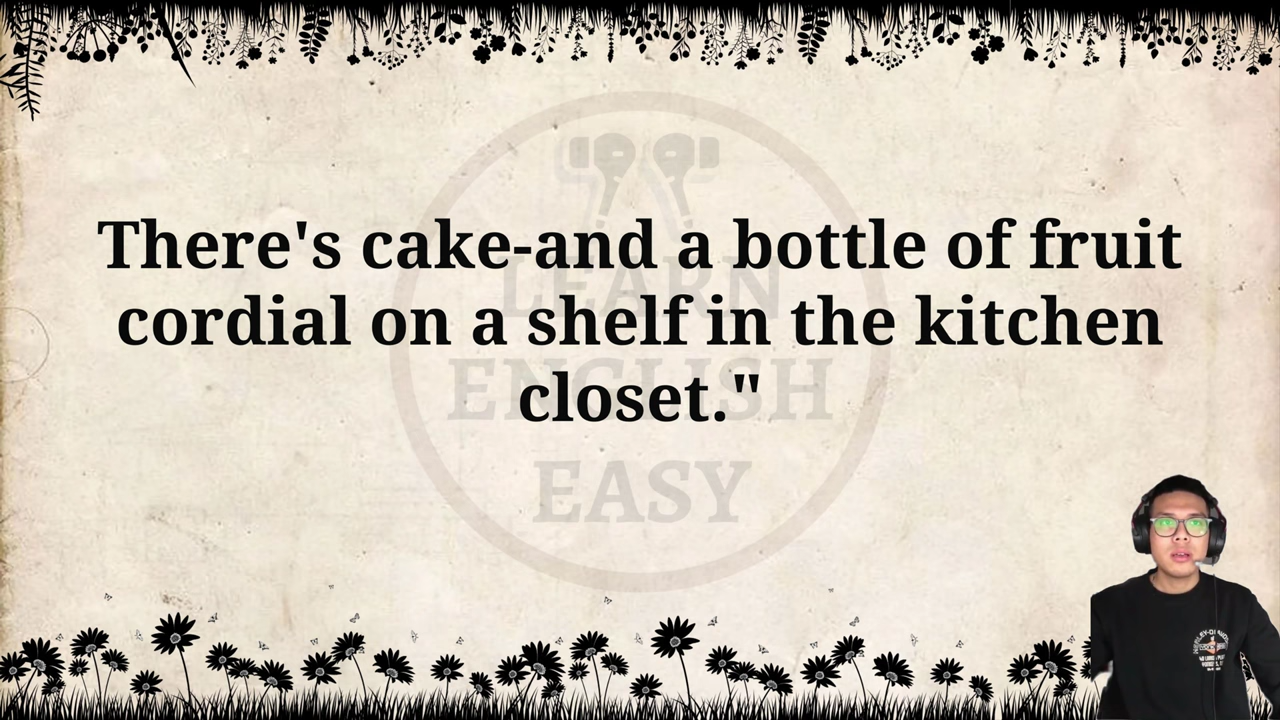 There's cake-and a bottle of fruit
cordial on a shelf in the kitchen
closet."
LEARN
ENGLISH
EASY